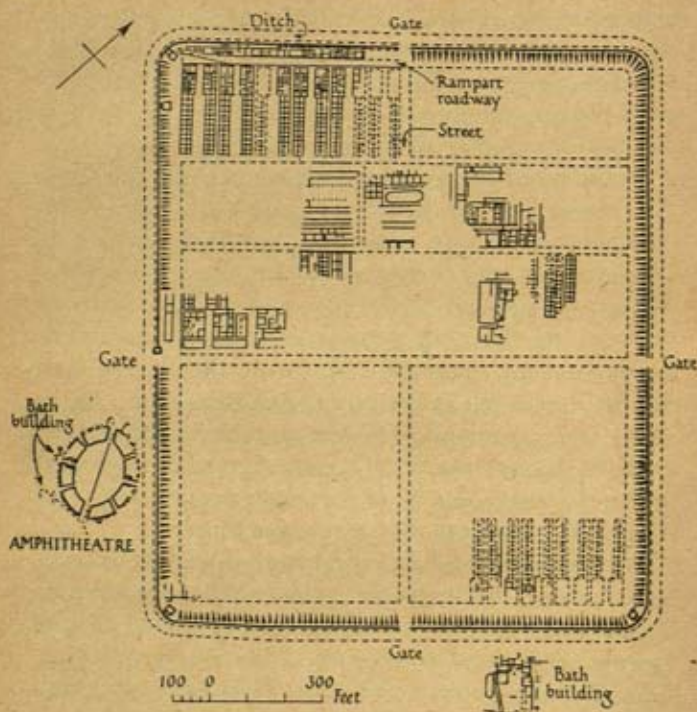 Ditch
Gate
Rampart
roadway
Street
Gate
Gate
Bath
building
AMPHITHEATRE
Gate
100 0 300
Feet
Bath
building